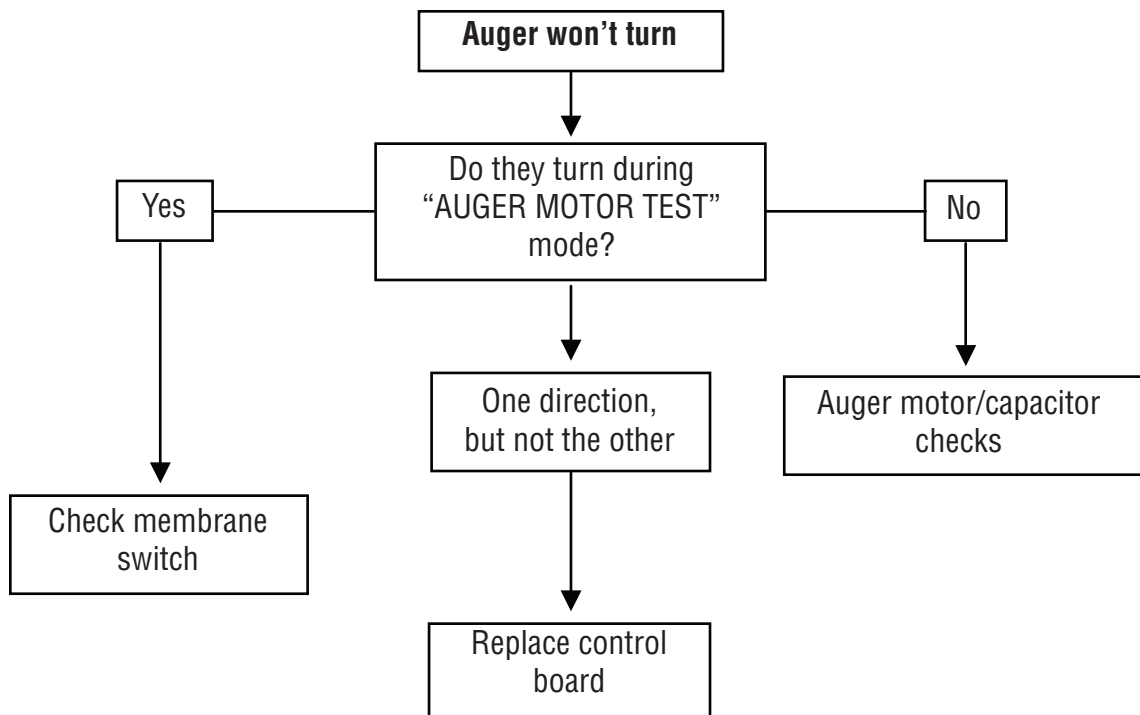 Auger won’t turn
Do they turn during
“AUGER MOTOR TEST”
mode?
Yes
No
One direction,
but not the other
Auger motor/capacitor
checks
Check membrane
switch
Replace control
board